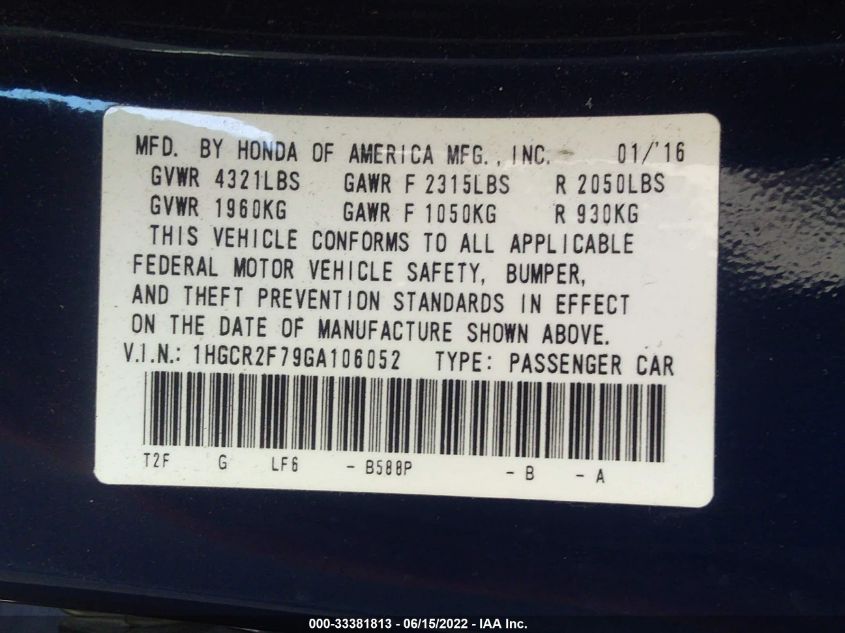 MFD. BY HONDA OF AMERICA MFG., INC. 01/'16
GVWR 4321LBS GAWR F 2315LBS R 2050LBS
GVWR 1960KG GAWR F 1050KG R 930KG
THIS VEHICLE CONFORMS TO ALL APPLICABLE
FEDERAL MOTOR VEHICLE SAFETY, BUMPER,
AND THEFT PREVENTION STANDARDS IN EFFECT
ON THE DATE OF MANUFACTURE SHOWN ABOVE.
V.I.N.: 1HGCR2F79GA106052 TYPE: PASSENGER CAR
T2F G LF6 - B588P - B - A
000-33381813 - 06/15/2022 - IAA Inc.